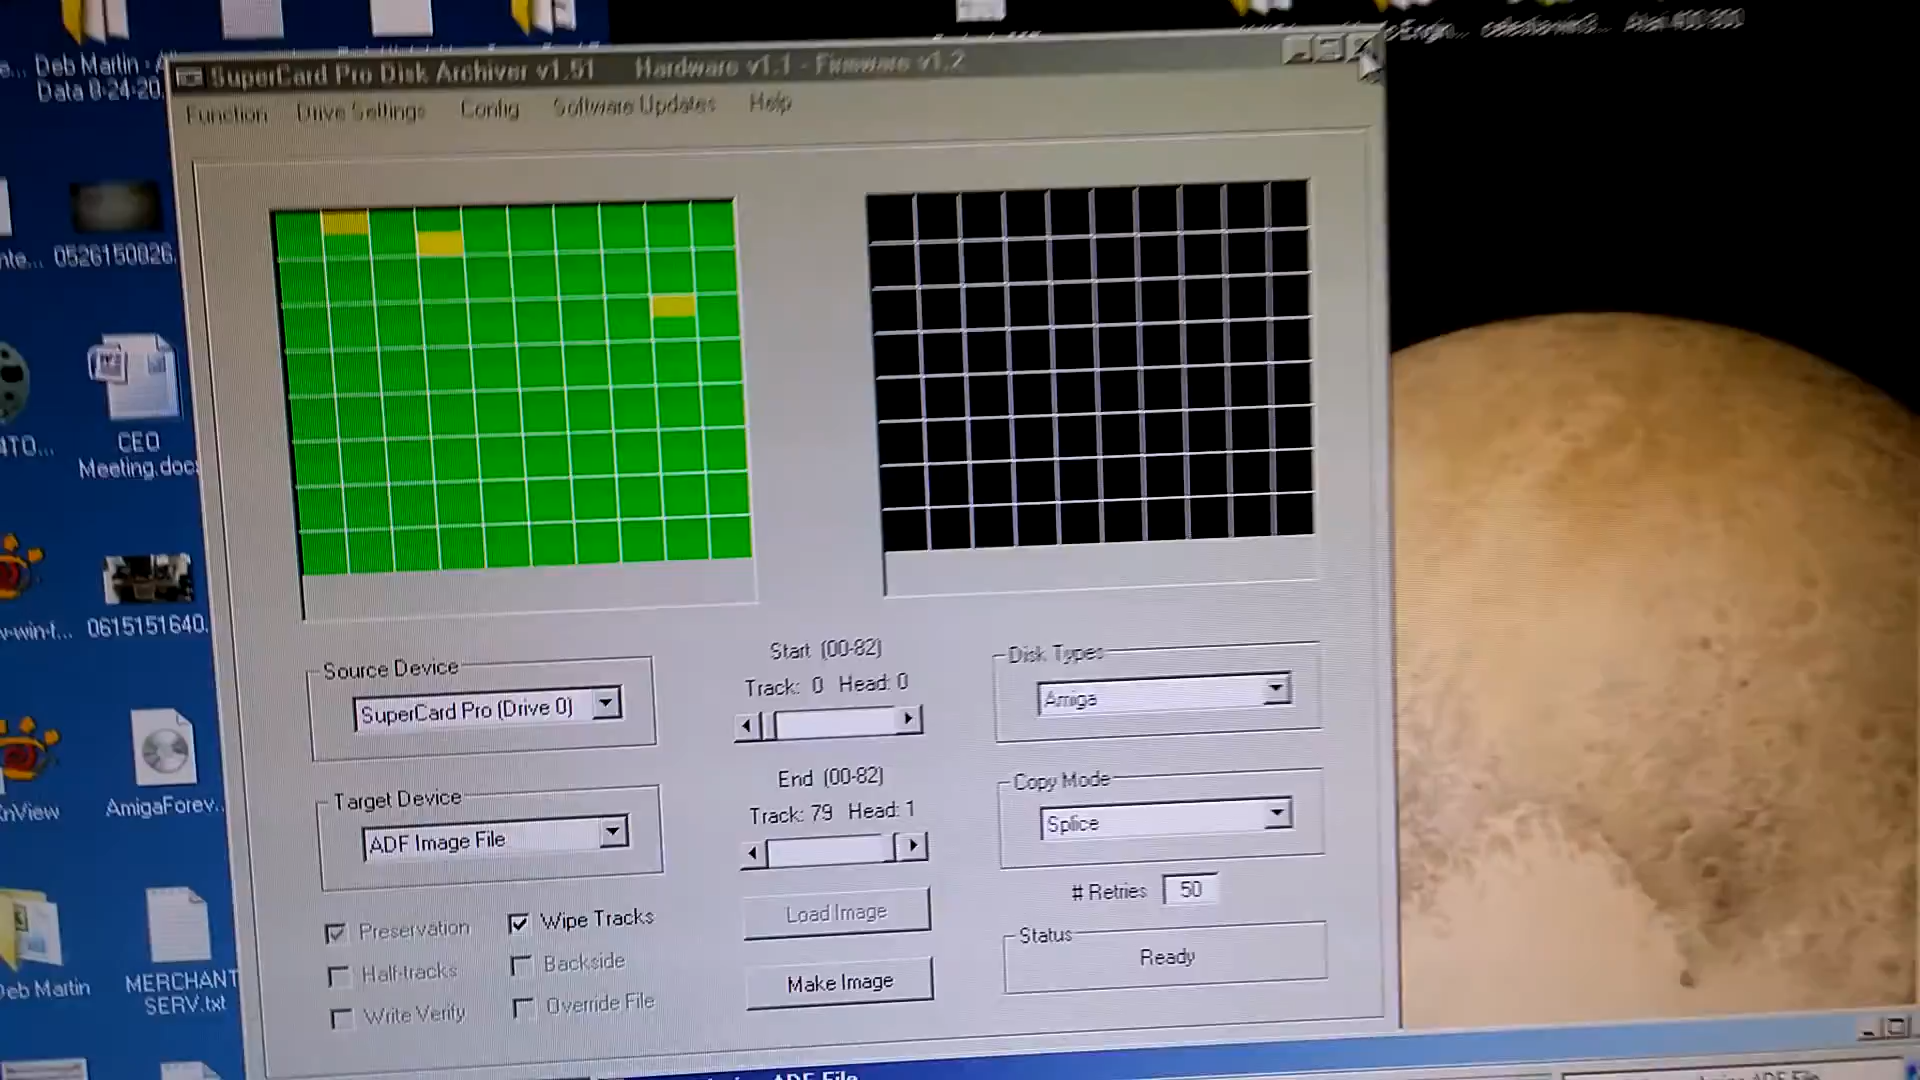 Deb Martin
Data 8-24-20
SuperCard Pro Disk Archiver v1.51 Hardware v1.1 - Firmware v1.2
Function Drive Settings Config Software Updates Help
0526150826.
CEO
Meeting.doc
0615151640.
AmigaForev...
Deb Martin
MERCHANT
SERV.txt
Source Device
SuperCard Pro (Drive 0)
Target Device
ADF Image File
Preservation
Half-tracks
Write Verify
Wipe Tracks
Backside
Override File
Start (00-82)
Track: 0 Head: 0
End (00-82)
Track: 79 Head: 1
Load Image
Make Image
Disk Types
Amiga
Copy Mode
Splice
# Retries 50
Status
Ready
ADF File